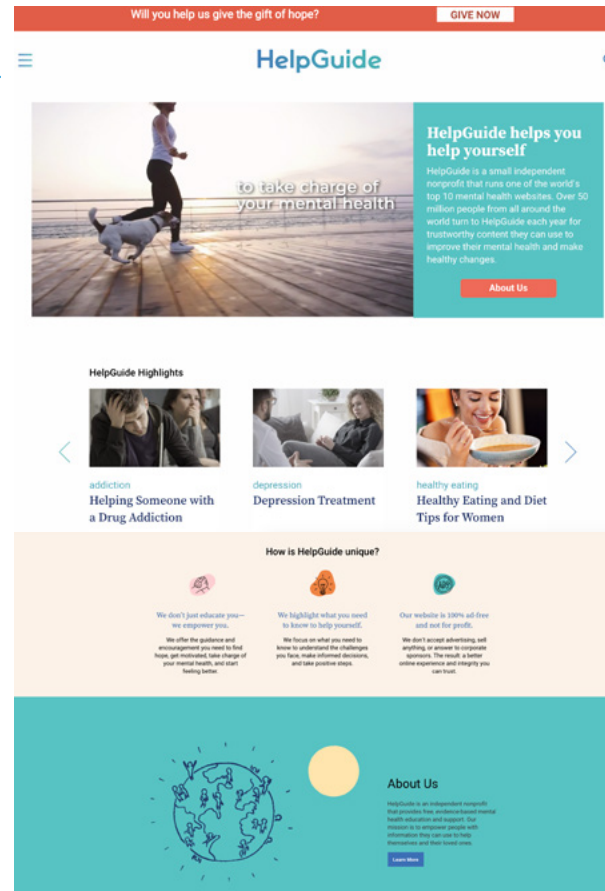 Will you help us give the gift of hope?
GIVE NOW
HelpGuide
to take charge of
your mental health
HelpGuide helps you
help yourself
HelpGuide is a small independent
nonprofit that runs one of the world's
top 10 mental health websites. Over 50
million people from all around the
world turn to HelpGuide each year for
trustworthy content they can use to
improve their mental health and make
healthy changes.
About Us
HelpGuide Highlights
addiction
Helping Someone with
a Drug Addiction
depression
Depression Treatment
healthy eating
Healthy Eating and Diet
Tips for Women
How is HelpGuide unique?
We don't just educate you—
we empower you.
We offer the guidance and
encouragement you need to find
hope, get motivated, take charge of
your mental health, and start
feeling better.
We highlight what you need
to know to help yourself.
We focus on what you need to
know to understand the challenges
you face, make informed decisions,
and take positive steps.
Our website is 100% ad-free
and not for profit.
We don't accept advertising, sell
anything, or answer to corporate
sponsors. The result: a better
online experience and integrity you
can trust.
About Us
HelpGuide is an independent nonprofit
that provides free, evidence-based mental
health education and support. Our
mission is to empower people with
information they can use to help
themselves and their loved ones.
Learn More